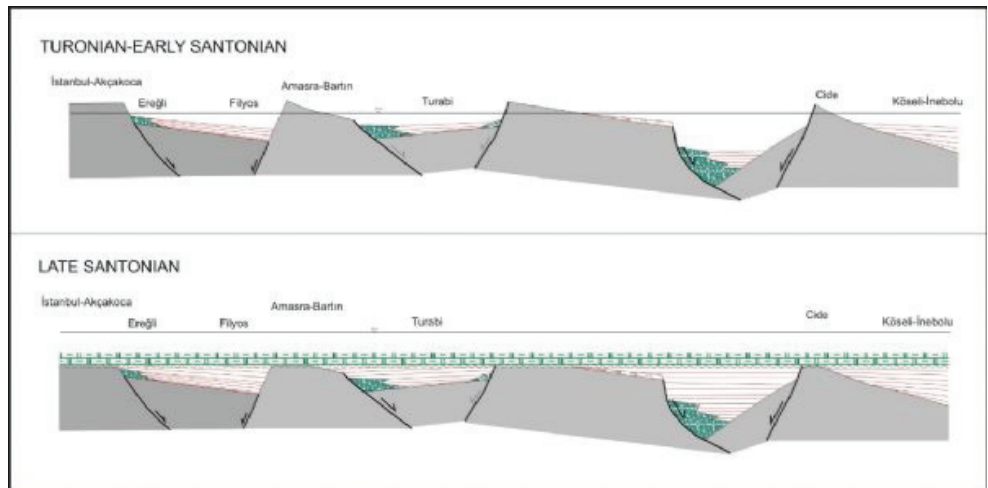 TURONIAN-EARLY SANTONIAN
İstanbul-Akçakoca
Ereğli
Filyos
Amasra-Bartın
Turabi
Cide
Köseli-İnebolu
LATE SANTONIAN
İstanbul-Akçakoca
Ereğli
Filyos
Amasra-Bartın
Turabi
Cide
Köseli-İnebolu